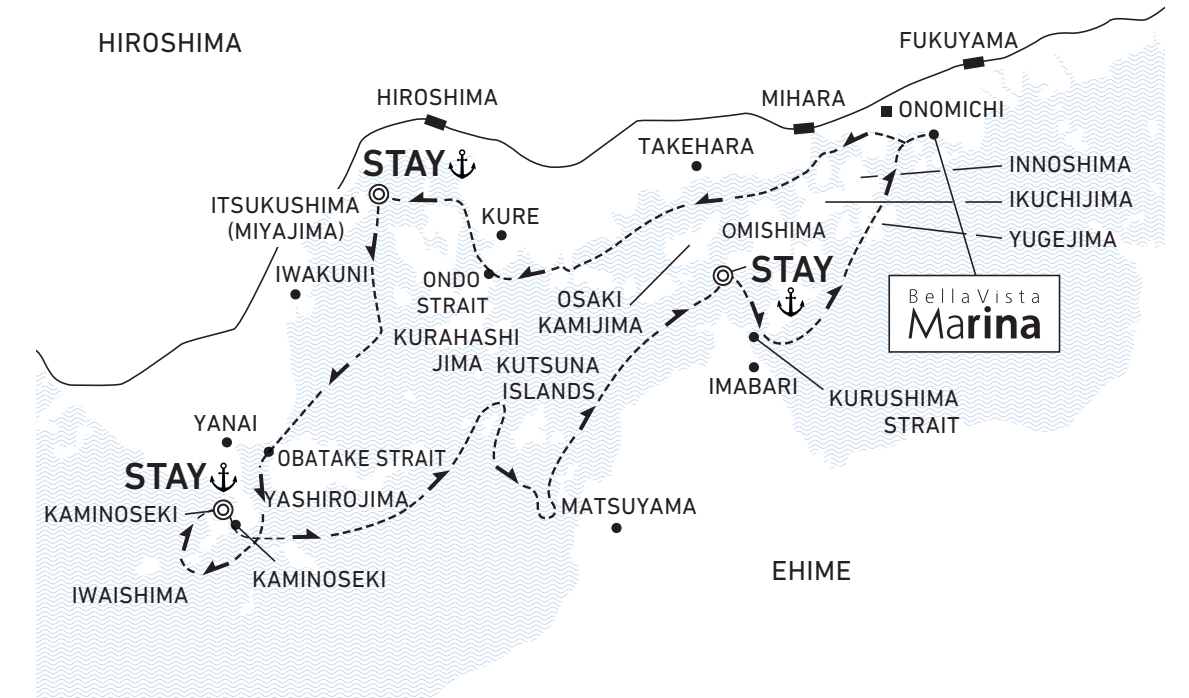 HIROSHIMA
FUKUYAMA
HIROSHIMA
MIHARA
ONOMICHI
TAKEHARA
STAY
INNOSHIMA
ITSUKUSHIMA
(MIYAJIMA)
KURE
IKUCHIJIMA
OMISHIMA
YUGEJIMA
IWAKUNI
ONDO
STRAIT
STAY
OSAKI
KAMIJIMA
BellaVista
Marina
KURAHASHI
JIMA
KUTSUNA
ISLANDS
IMABARI
KURUSHIMA
STRAIT
YANAI
OBATAKE STRAIT
STAY
YASHIROJIMA
MATSUYAMA
KAMINOSEKI
KAMINOSEKI
IWAISHIMA
EHIME